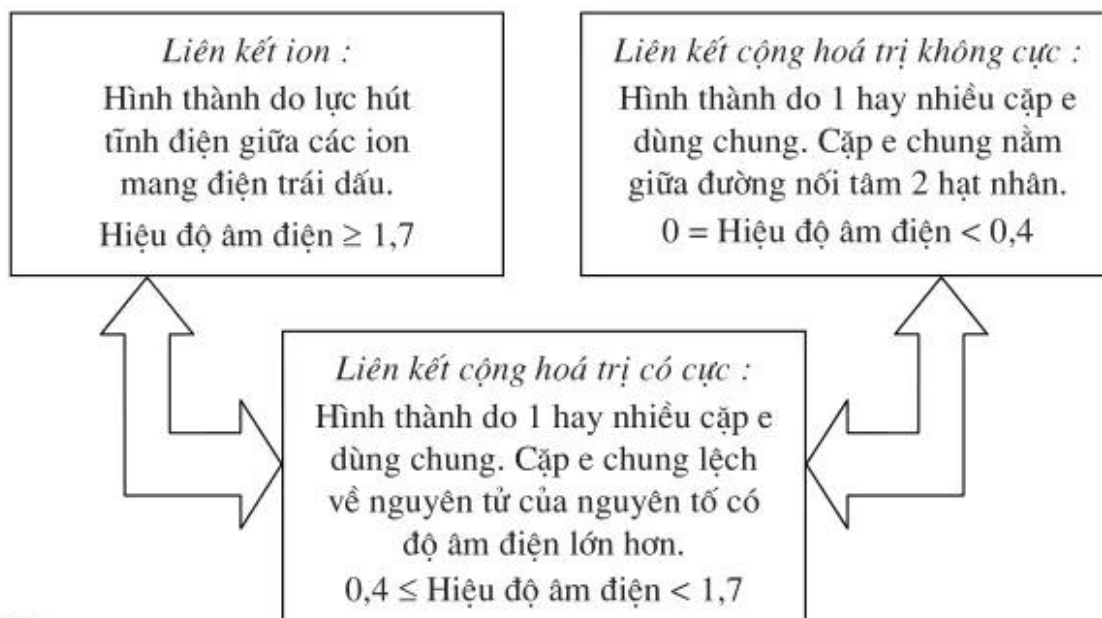 Liên kết ion :
Hình thành do lực hút
tĩnh điện giữa các ion
mang điện trái dấu.
Hiệu độ âm điện ≥ 1,7
Liên kết cộng hoá trị không cực :
Hình thành do 1 hay nhiều cặp e
dùng chung. Cặp e chung nằm
giữa đường nối tâm 2 hạt nhân.
0 = Hiệu độ âm điện < 0,4
Liên kết cộng hoá trị có cực :
Hình thành do 1 hay nhiều cặp e
dùng chung. Cặp e chung lệch
về nguyên tử của nguyên tố có
độ âm điện lớn hơn.
0,4 ≤ Hiệu độ âm điện < 1,7